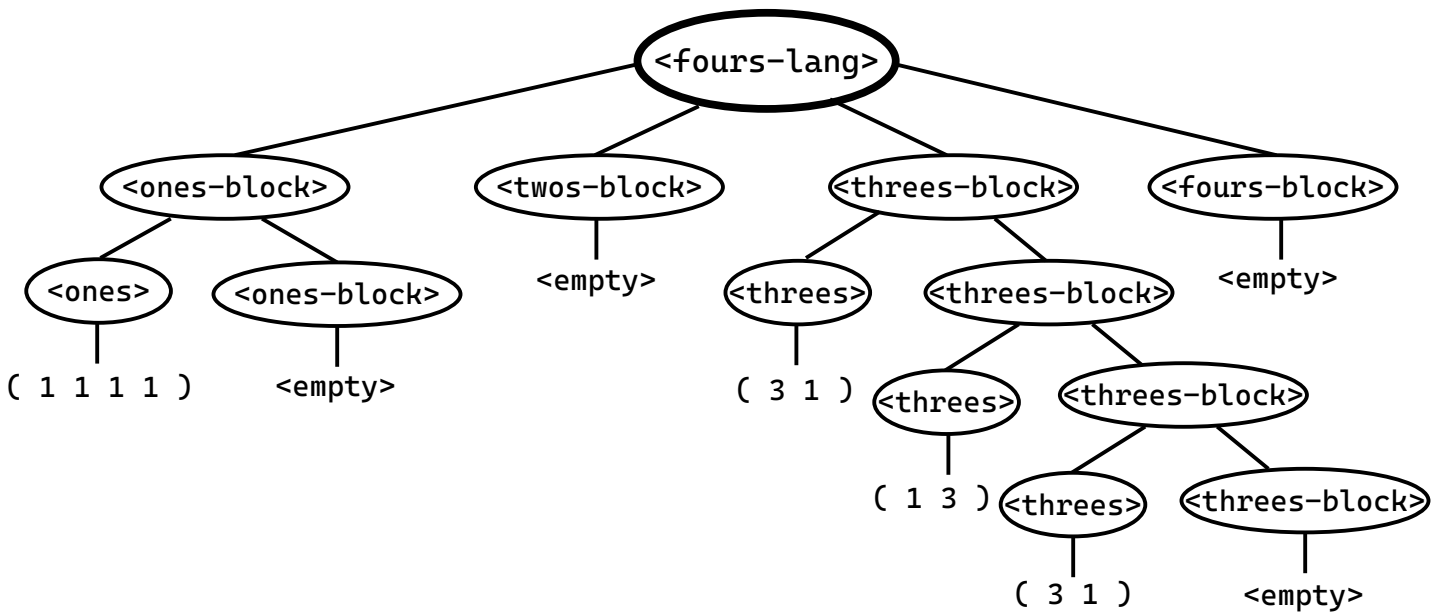 <fours-lang>
<ones-block> <twos-block> <threes-block> <fours-block>
<ones> <ones-block> <empty> <threes> <threes-block> <empty>
( 1 1 1 1 ) <empty> ( 3 1 ) <threes> <threes-block>
( 1 3 ) <threes> <threes-block>
( 3 1 ) <empty>